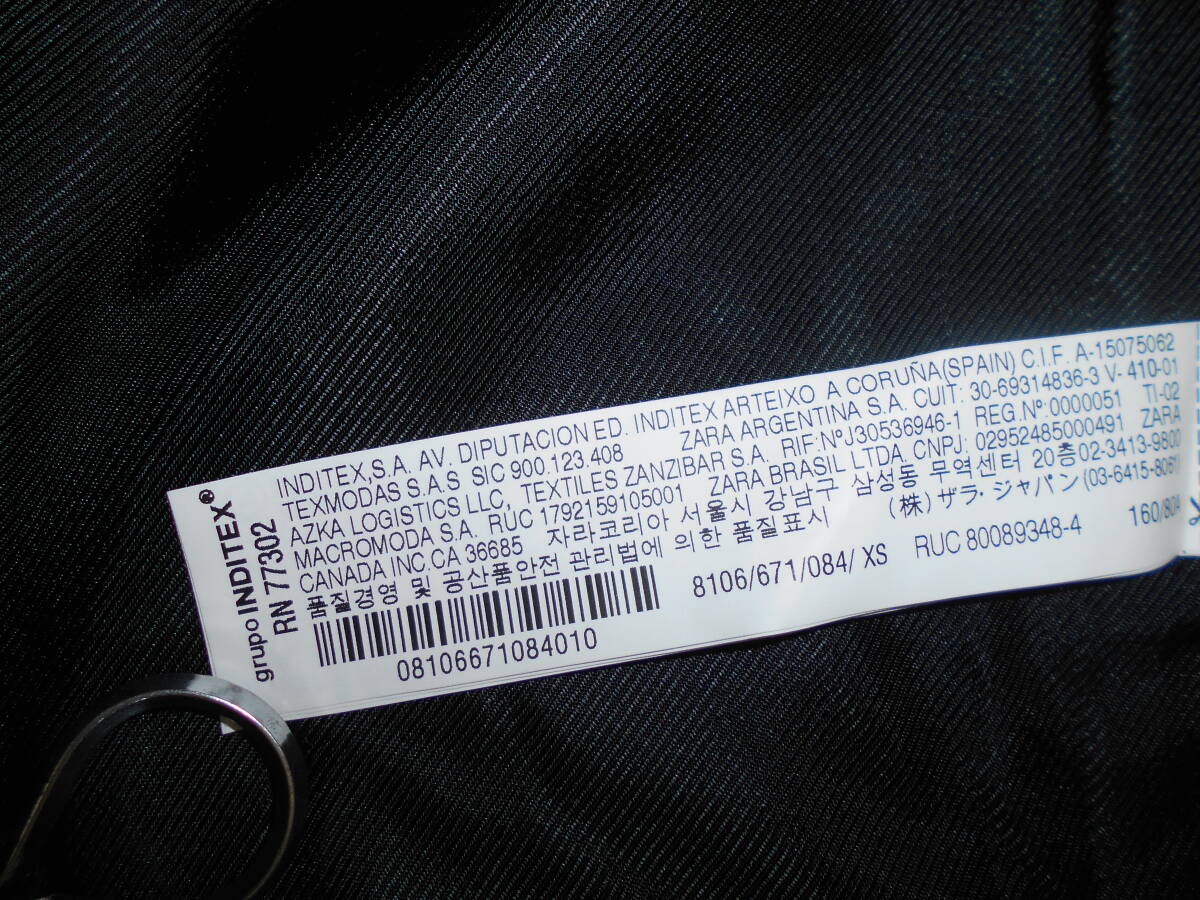 grupo INDITEX®
RN 77302
INDITEX,S.A. AV. DIPUTACION ED. INDITEX ARTEIXO A CORUÑA(SPAIN) C.I.F. A-15075062
TEXMODAS S.A.S SIC 900.123.408 ZARA ARGENTINA S.A. CUIT: 30-69314836-3 V- 410-01
AZKA LOGISTICS LLC, TEXTILES ZANZIBAR S.A. RIF:NºJ30536946-1 REG.Nº:0000051 TI-02
MACROMODA S.A. RUC 1792159105001 ZARA BRASIL LTDA. CNPJ: 02952485000491 ZARA
CANADA INC.CA 36685 자라코리아 서울시 강남구 삼성동 무역센터 20층02-3413-9800
품질경영 및 공산품안전 관리법에 의한 품질표시 (株)ザラ・ジャパン(03-6415-8061)
08106671084010
8106/671/084/ XS RUC 80089348-4 160/80A